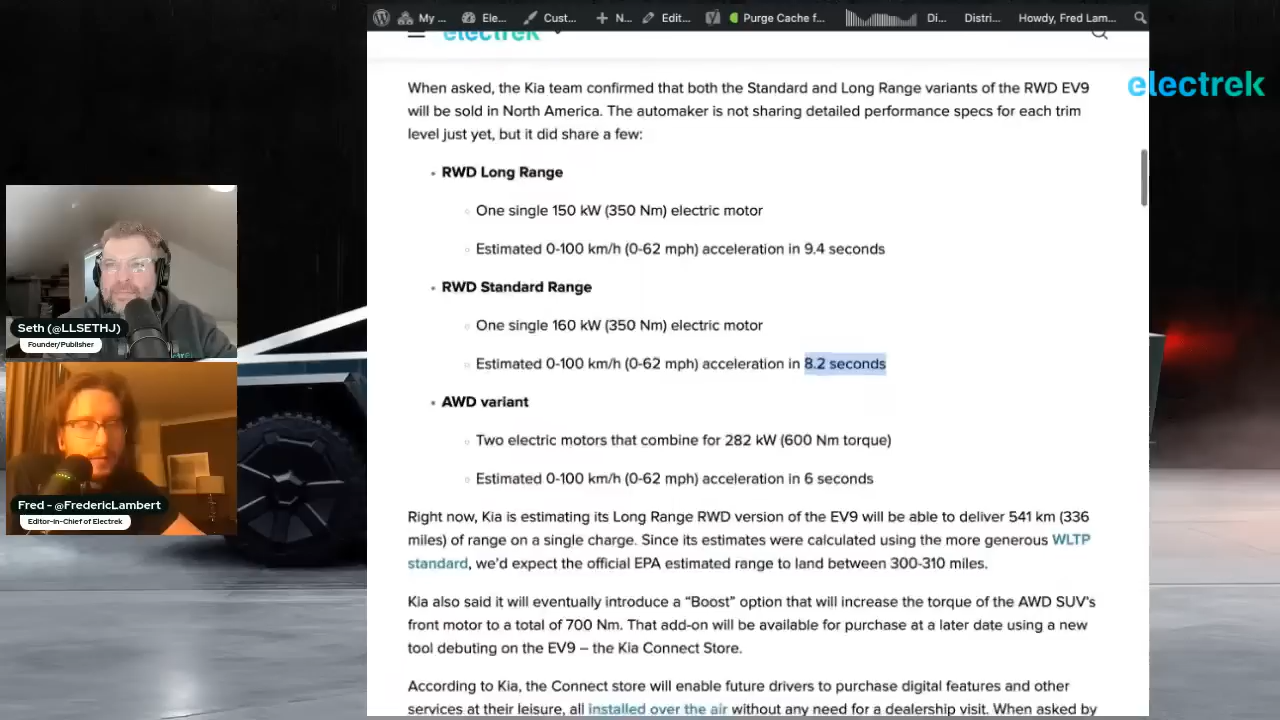 My ...
Ele...
Cust...
N...
Edit...
Purge Cache f...
Di...
Distri...
Howdy, Fred Lam...
electrek
electrek
When asked, the Kia team confirmed that both the Standard and Long Range variants of the RWD EV9
will be sold in North America. The automaker is not sharing detailed performance specs for each trim
level just yet, but it did share a few:
• RWD Long Range
○ One single 150 kW (350 Nm) electric motor
○ Estimated 0-100 km/h (0-62 mph) acceleration in 9.4 seconds
• RWD Standard Range
○ One single 160 kW (350 Nm) electric motor
○ Estimated 0-100 km/h (0-62 mph) acceleration in 8.2 seconds
• AWD variant
○ Two electric motors that combine for 282 kW (600 Nm torque)
○ Estimated 0-100 km/h (0-62 mph) acceleration in 6 seconds
Right now, Kia is estimating its Long Range RWD version of the EV9 will be able to deliver 541 km (336
miles) of range on a single charge. Since its estimates were calculated using the more generous WLTP
standard, we'd expect the official EPA estimated range to land between 300-310 miles.
Kia also said it will eventually introduce a “Boost” option that will increase the torque of the AWD SUV's
front motor to a total of 700 Nm. That add-on will be available for purchase at a later date using a new
tool debuting on the EV9 – the Kia Connect Store.
According to Kia, the Connect store will enable future drivers to purchase digital features and other
services at their leisure, all installed over the air without any need for a dealership visit. When asked by
Seth (@LLSETHJ)
Founder/Publisher
Fred - @FredericLambert
Editor-in-Chief of Electrek